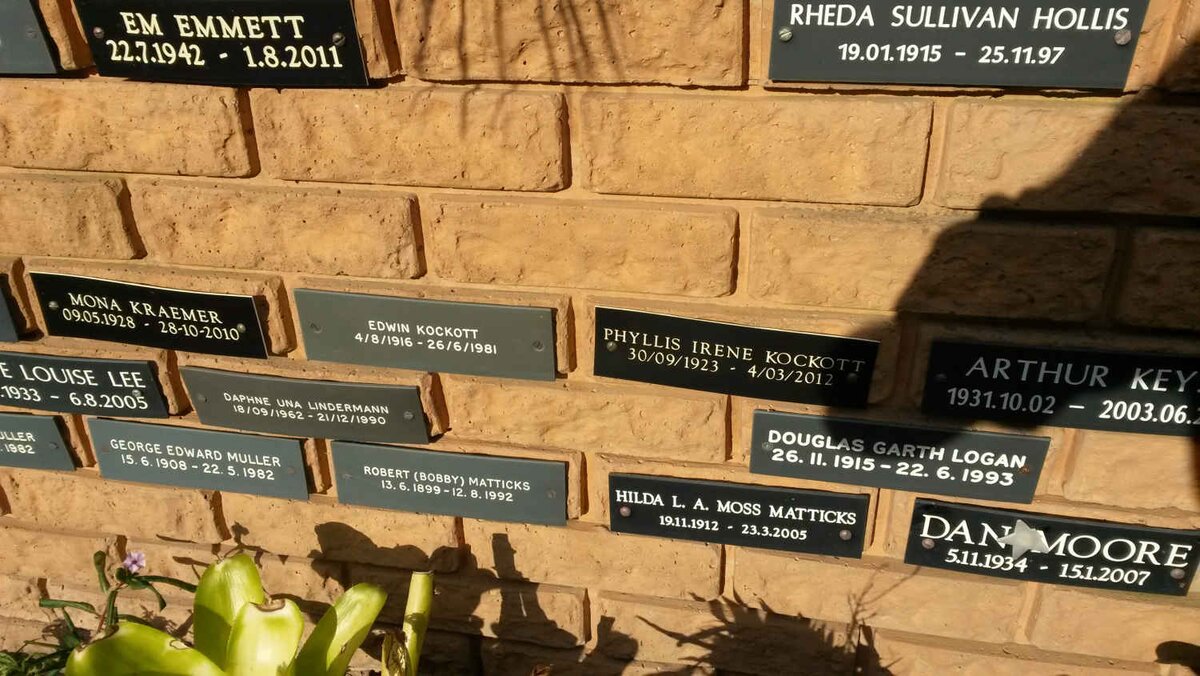 EM EMMETT
22.7.1942 - 1.8.2011
RHEDA SULLIVAN HOLLIS
19.01.1915 - 25.11.97
MONA KRAEMER
09.05.1928 - 28-10-2010
EDWIN KOCKOTT
4/8/1916 - 26/6/1981
PHYLLIS IRENE KOCKOTT
30/09/1923 - 4/03/2012
ARTHUR KEY
1931.10.02 - 2003.06.
E LOUISE LEE
.1933 - 6.8.2005
DAPHNE UNA LINDERMANN
18/09/1962 - 21/12/1990
ULLER
1982
GEORGE EDWARD MULLER
15.6.1908 - 22.5.1982
ROBERT (BOBBY) MATTICKS
13.6.1899 - 12.8.1992
DOUGLAS GARTH LOGAN
26.11.1915 - 22.6.1993
HILDA L. A. MOSS MATTICKS
19.11.1912 - 23.3.2005
DAN MOORE
5.11.1934 - 15.1.2007